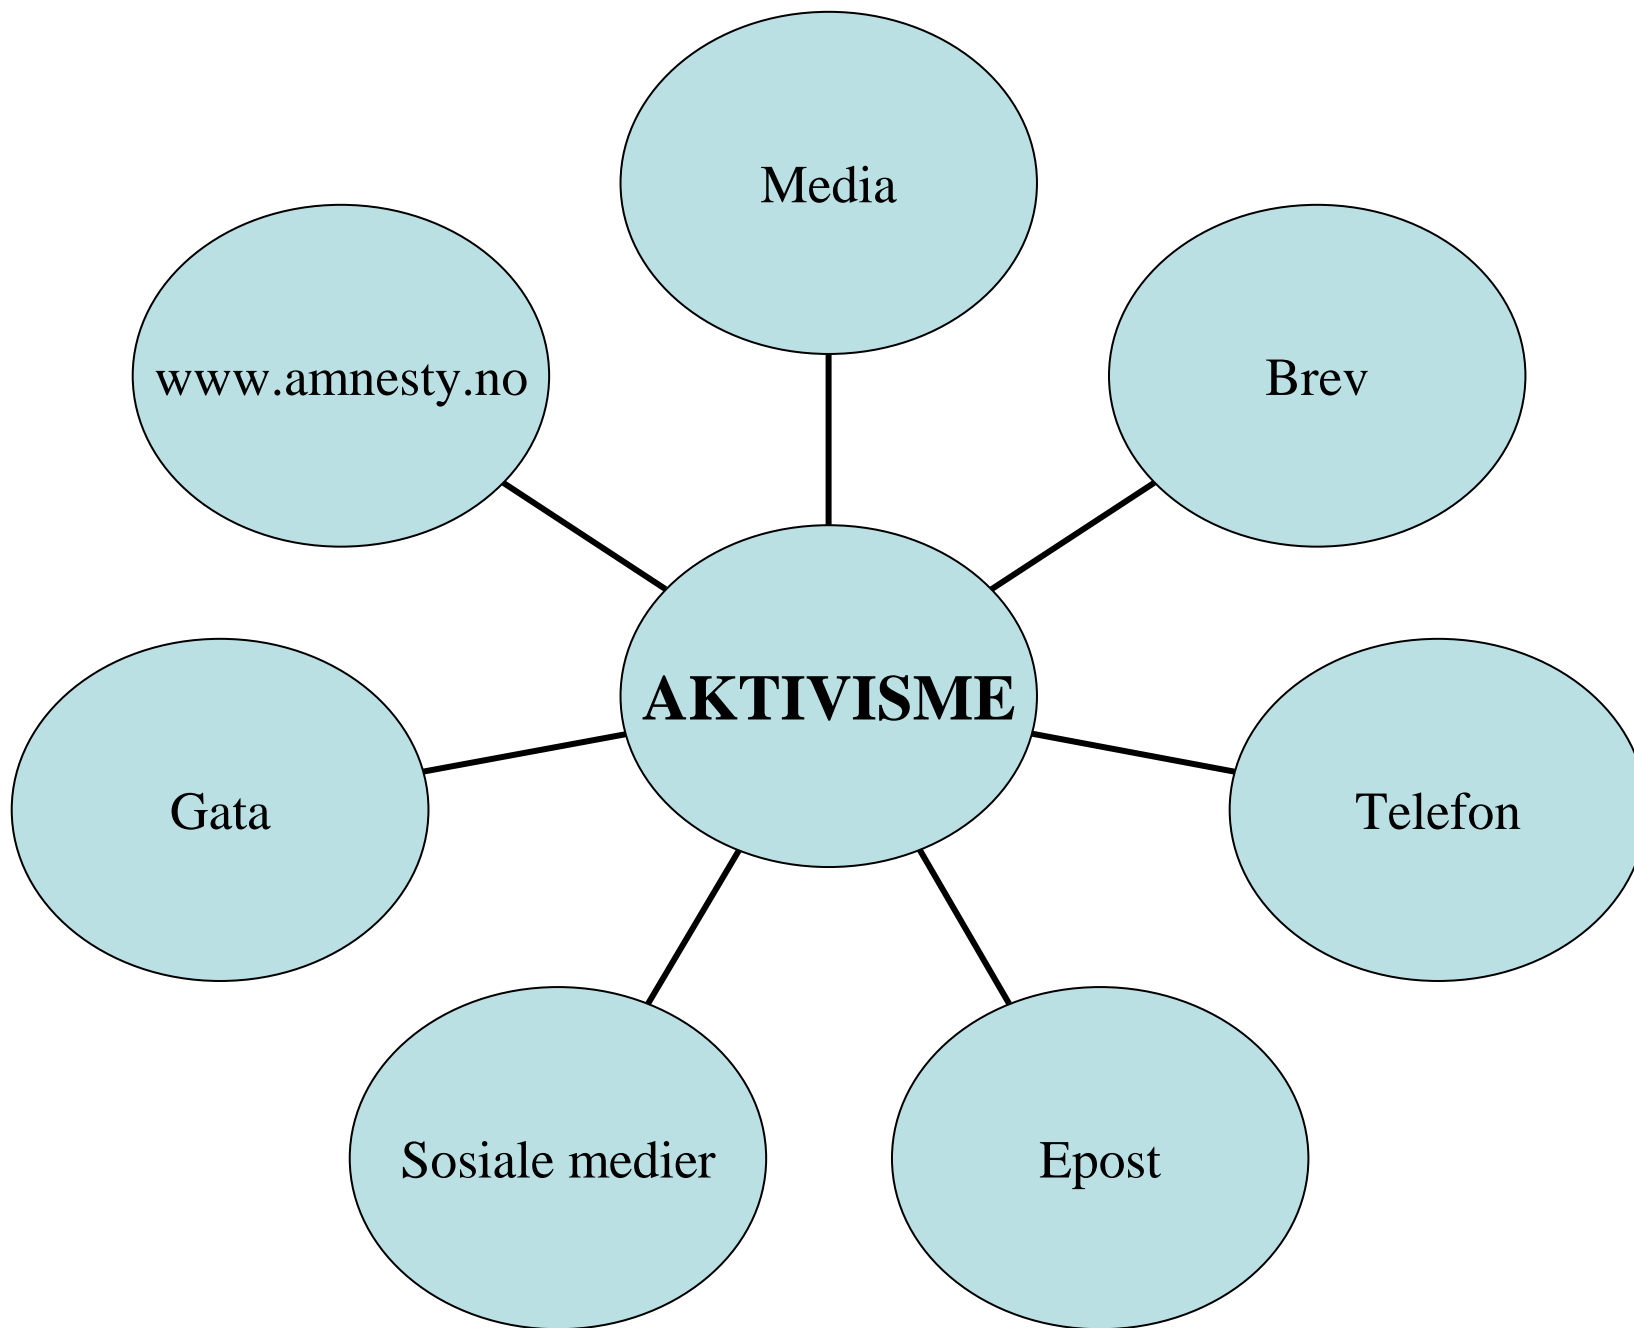 Media
www.amnesty.no
Brev
AKTIVISME
Gata
Telefon
Sosiale medier
Epost